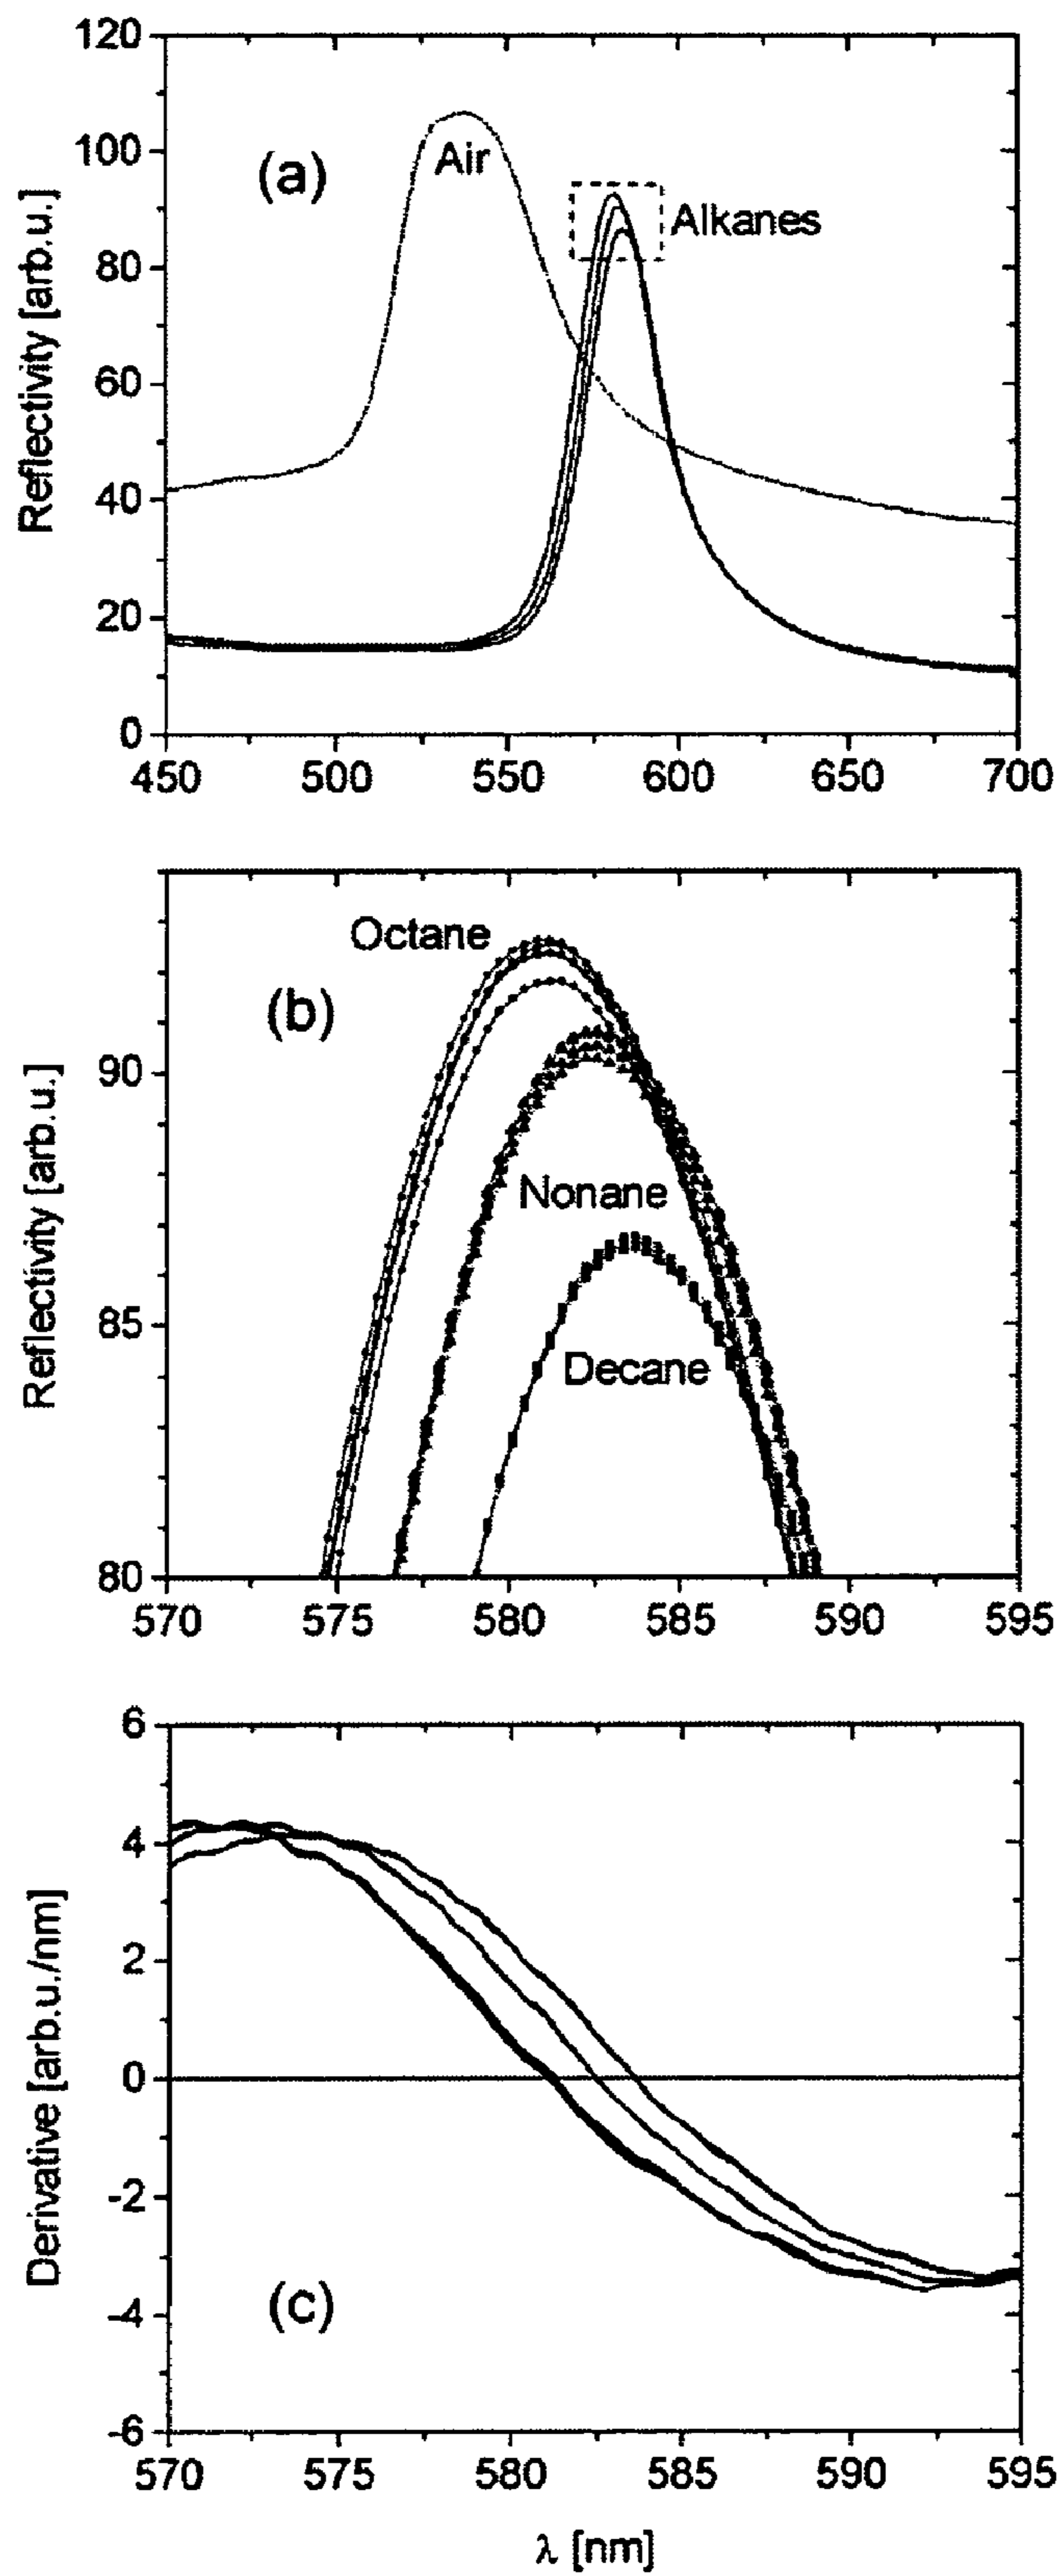 120
100
80
60
40
20
0
Reflectivity [arb.u.]
(a)
Air
Alkanes
450 500 550 600 650 700
90
85
80
Reflectivity [arb.u.]
Octane
(b)
Nonane
Decane
570 575 580 585 590 595
6
4
2
0
-2
-4
-6
Derivative [arb.u./nm]
(c)
570 575 580 585 590 595
λ [nm]